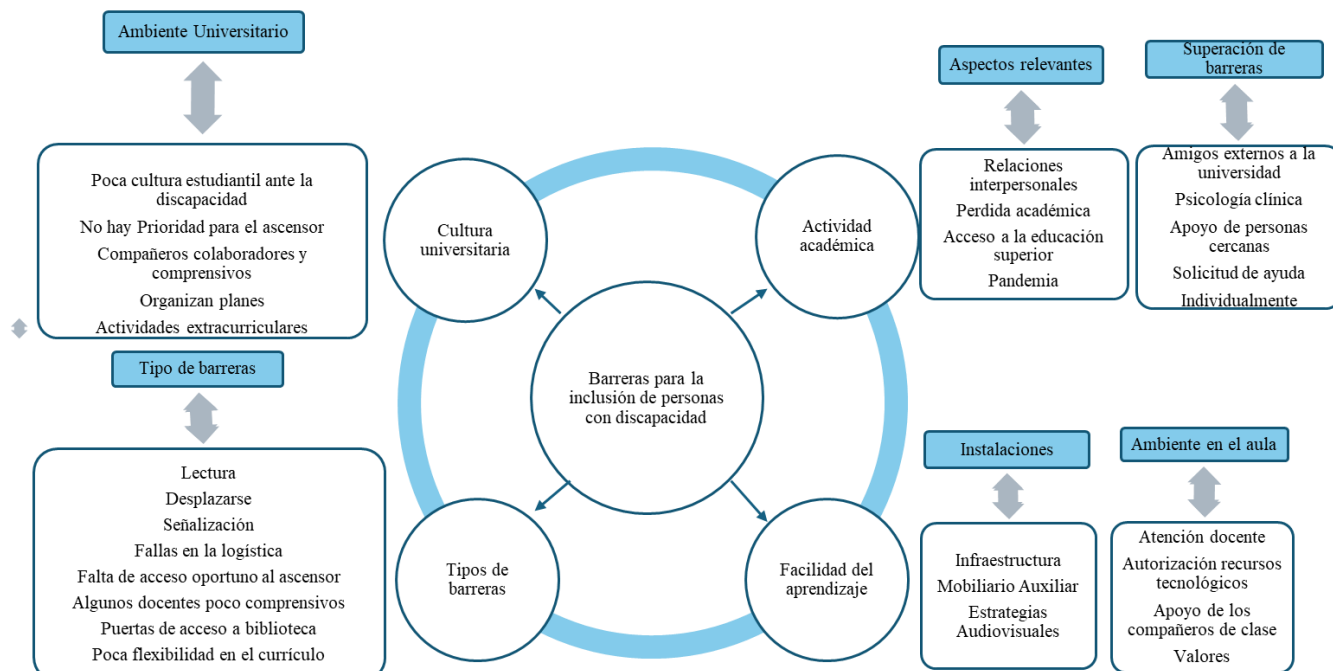 Ambiente Universitario
Poca cultura estudiantil ante la
discapacidad
No hay Prioridad para el ascensor
Compañeros colaboradores y
comprensivos
Organizan planes
Actividades extracurriculares
Tipo de barreras
Lectura
Desplazarse
Señalización
Fallas en la logística
Falta de acceso oportuno al ascensor
Algunos docentes poco comprensivos
Puertas de acceso a biblioteca
Poca flexibilidad en el currículo
Cultura
universitaria
Actividad
académica
Barreras para la
inclusión de personas
con discapacidad
Tipos de
barreras
Facilidad del
aprendizaje
Aspectos relevantes
Relaciones
interpersonales
Perdida académica
Acceso a la educación
superior
Pandemia
Superación de
barreras
Amigos externos a la
universidad
Psicología clínica
Apoyo de personas
cercanas
Solicitud de ayuda
Individualmente
Instalaciones
Infraestructura
Mobiliario Auxiliar
Estrategias
Audiovisuales
Ambiente en el aula
Atención docente
Autorización recursos
tecnológicos
Apoyo de los
compañeros de clase
Valores